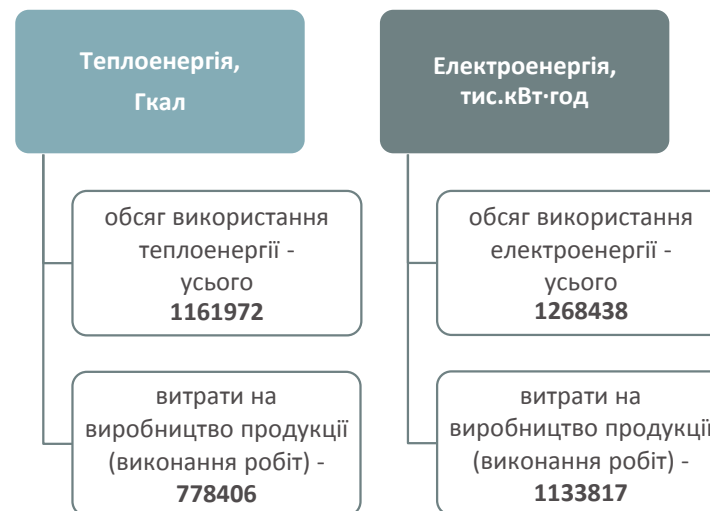 Теплоенергія,
Гкал
обсяг використання
теплоенергії -
усього
1161972
витрати на
виробництво продукції
(виконання робіт) -
778406
Електроенергія,
тис.кВт·год
обсяг використання
електроенергії -
усього
1268438
витрати на
виробництво продукції
(виконання робіт) -
1133817